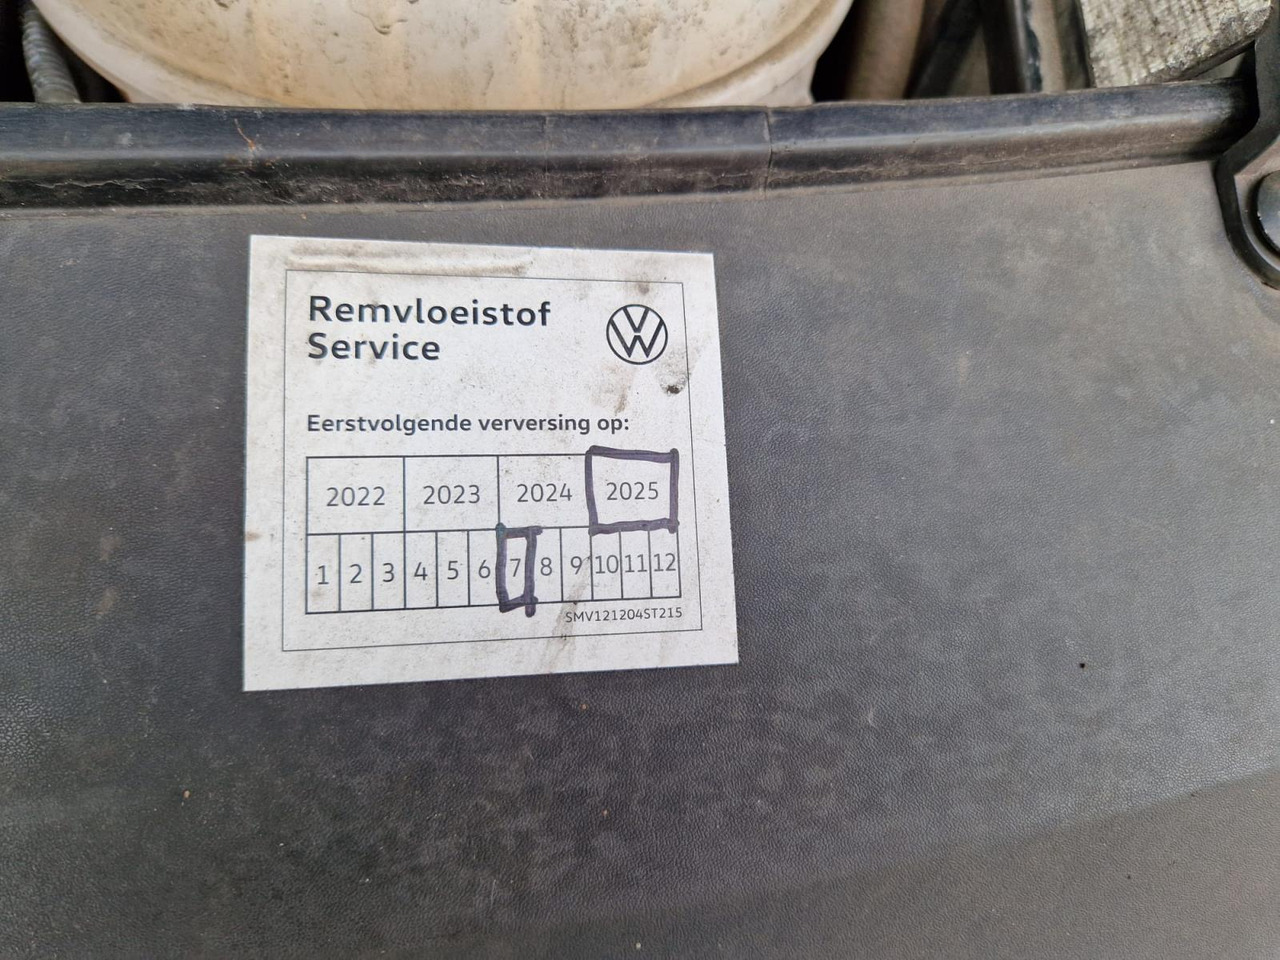 Remvloeistof
Service
Eerstvolgende verversing op:
2022 2023 2024 2025
1 2 3 4 5 6 7 8 9 10 11 12
SMV121204ST215